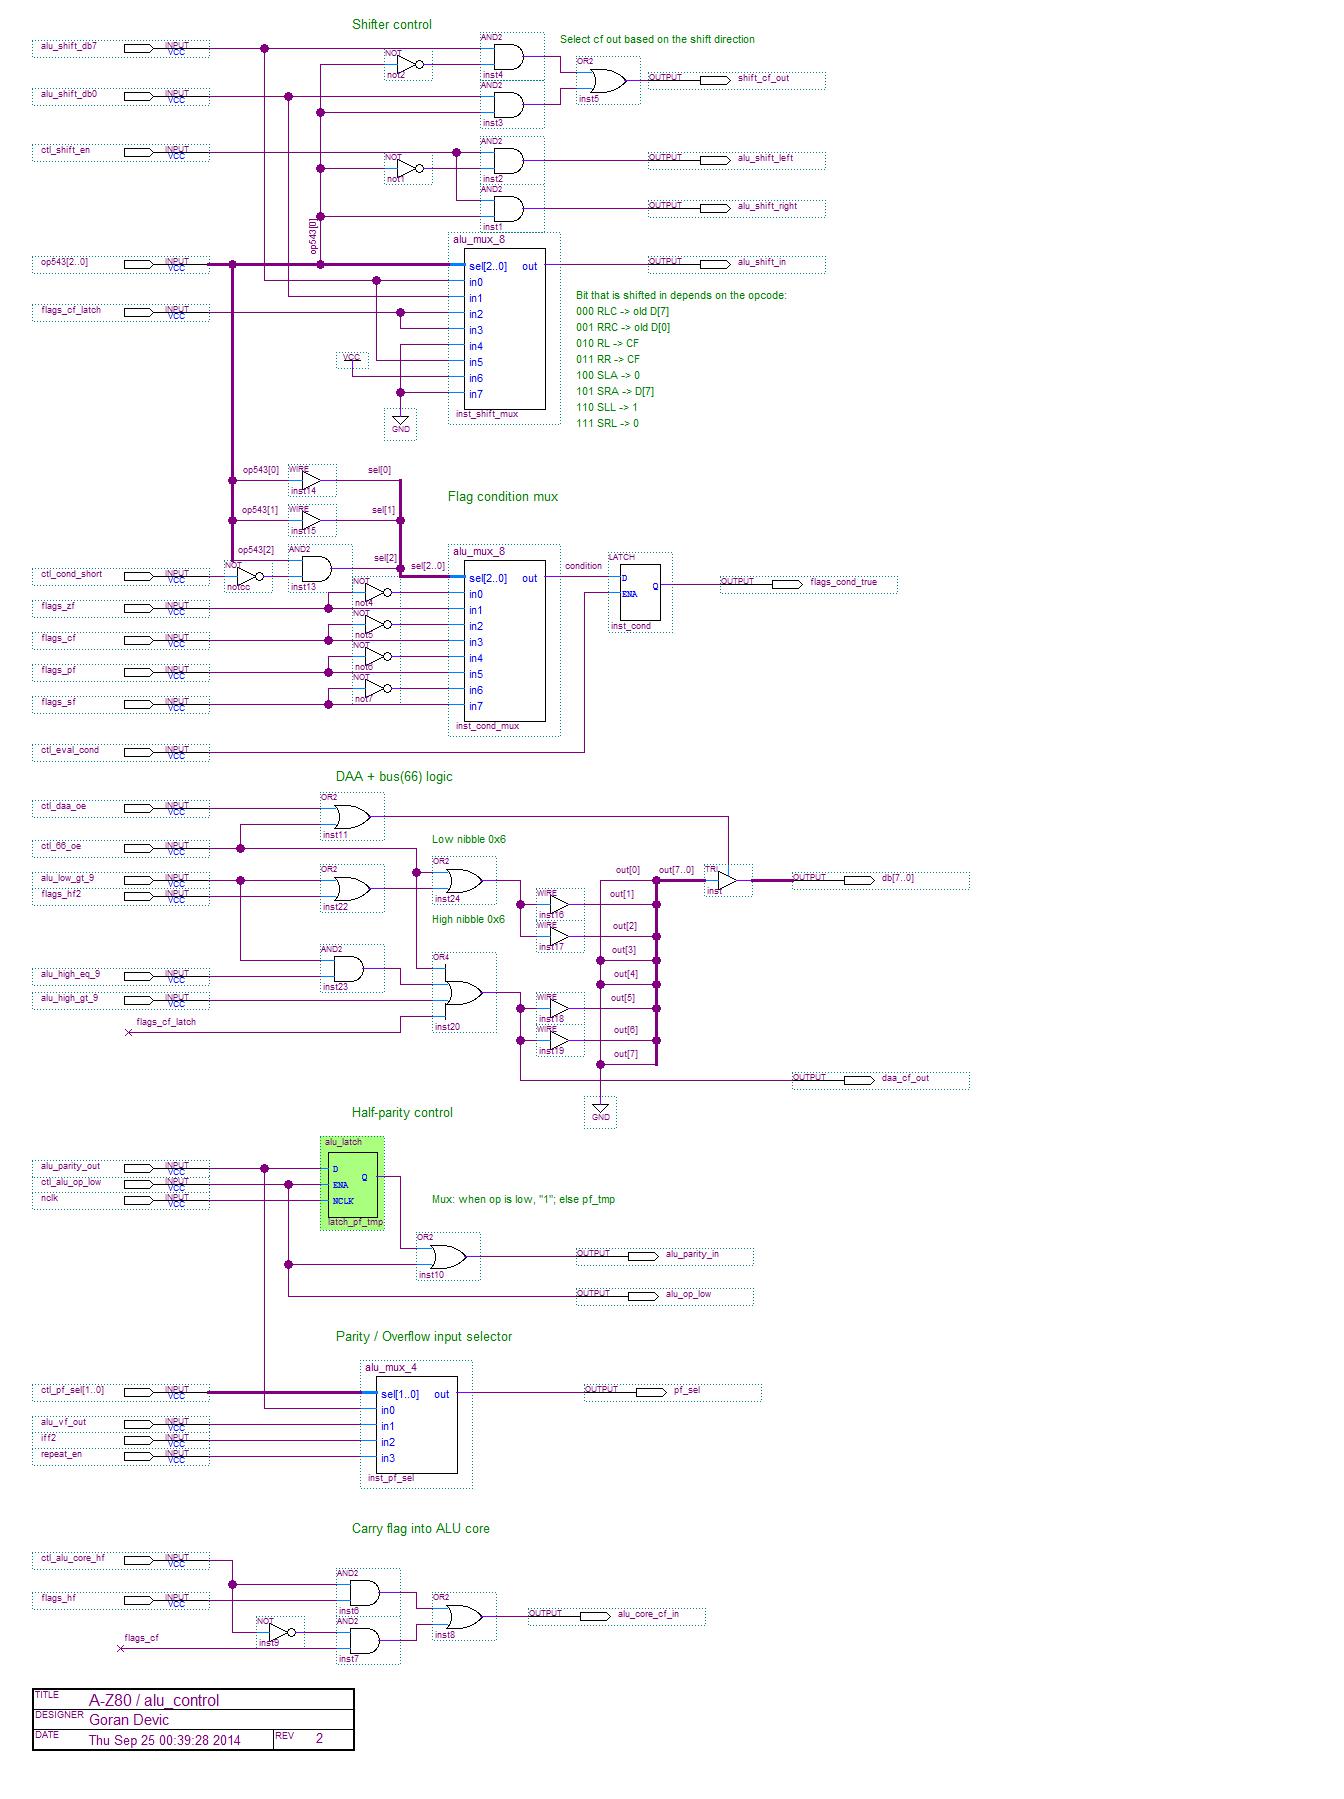 Shifter control
alu_shift_db7 INPUT VCC
NOT
not2
AND2
inst4
Select cf out based on the shift direction
OR2
inst5
OUTPUT shift_cf_out
alu_shift_db0 INPUT VCC
AND2
inst3
ctl_shift_en INPUT VCC
NOT
not1
AND2
inst2
OUTPUT alu_shift_left
AND2
inst1
OUTPUT alu_shift_right
op543[0]
alu_mux_8
op543[2..0] INPUT VCC
sel[2..0] out
OUTPUT alu_shift_in
in0
in1
flags_cf_latch INPUT VCC
in2
in3
in4
VCC
in5
in6
in7
GND
inst_shift_mux
Bit that is shifted in depends on the opcode:
000 RLC -> old D[7]
001 RRC -> old D[0]
010 RL -> CF
011 RR -> CF
100 SLA -> 0
101 SRA -> D[7]
110 SLL -> 1
111 SRL -> 0
op543[0] WIRE sel[0]
inst14
Flag condition mux
op543[1] WIRE sel[1]
inst15
op543[2] AND2 sel[2] sel[2..0]
inst13
alu_mux_8
condition
LATCH
ctl_cond_short INPUT VCC
NOT
notcc
sel[2..0] out
D
Q
ENA
inst_cond
OUTPUT flags_cond_true
NOT
not4
in0
flags_zf INPUT VCC
in1
NOT
not5
in2
flags_cf INPUT VCC
in3
NOT
not6
in4
flags_pf INPUT VCC
in5
NOT
not7
in6
flags_sf INPUT VCC
in7
inst_cond_mux
ctl_eval_cond INPUT VCC
DAA + bus(66) logic
ctl_daa_oe INPUT VCC
OR2
inst11
ctl_66_oe INPUT VCC
Low nibble 0x6
OR2
inst24
alu_low_gt_9 INPUT VCC
flags_hf2 INPUT VCC
OR2
inst22
out[0] out[7..0] TRI
inst
OUTPUT db[7..0]
WIRE out[1]
inst16
High nibble 0x6
WIRE out[2]
inst17
out[3]
AND2
inst23
OR4
inst20
alu_high_eq_9 INPUT VCC
out[4]
alu_high_gt_9 INPUT VCC
WIRE out[5]
inst18
flags_cf_latch
WIRE out[6]
inst19
out[7]
OUTPUT daa_cf_out
GND
Half-parity control
alu_latch
alu_parity_out INPUT VCC
D
Q
ctl_alu_op_low INPUT VCC
ENA
nclk INPUT VCC
NCLK
latch_pf_tmp
Mux: when op is low, "1"; else pf_tmp
OR2
inst10
OUTPUT alu_parity_in
OUTPUT alu_op_low
Parity / Overflow input selector
alu_mux_4
ctl_pf_sel[1..0] INPUT VCC
sel[1..0] out
OUTPUT pf_sel
in0
alu_vf_out INPUT VCC
in1
iff2 INPUT VCC
in2
repeat_en INPUT VCC
in3
inst_pf_sel
Carry flag into ALU core
ctl_alu_core_hf INPUT VCC
AND2
inst6
flags_hf INPUT VCC
OR2
inst8
OUTPUT alu_core_cf_in
NOT
inst9
AND2
inst7
flags_cf
TITLE A-Z80 / alu_control
DESIGNER Goran Devic
DATE Thu Sep 25 00:39:28 2014 REV 2